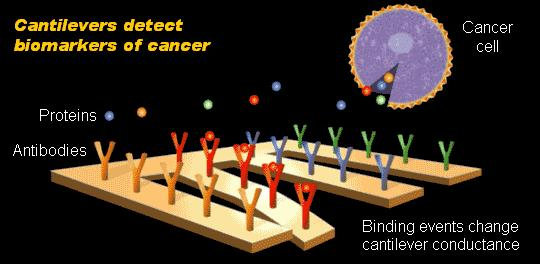 Cantilevers detect
biomarkers of cancer
Cancer
cell
Proteins
Antibodies
Binding events change
cantilever conductance